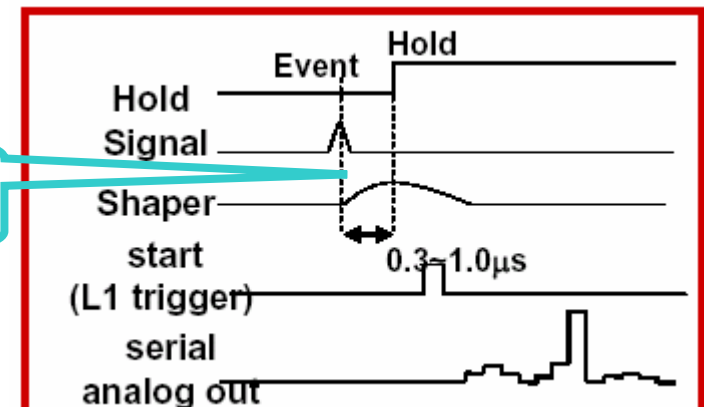 Hold
Event
Hold
Signal
Shaper
0.3~1.0μs
start
(L1 trigger)
serial
analog out